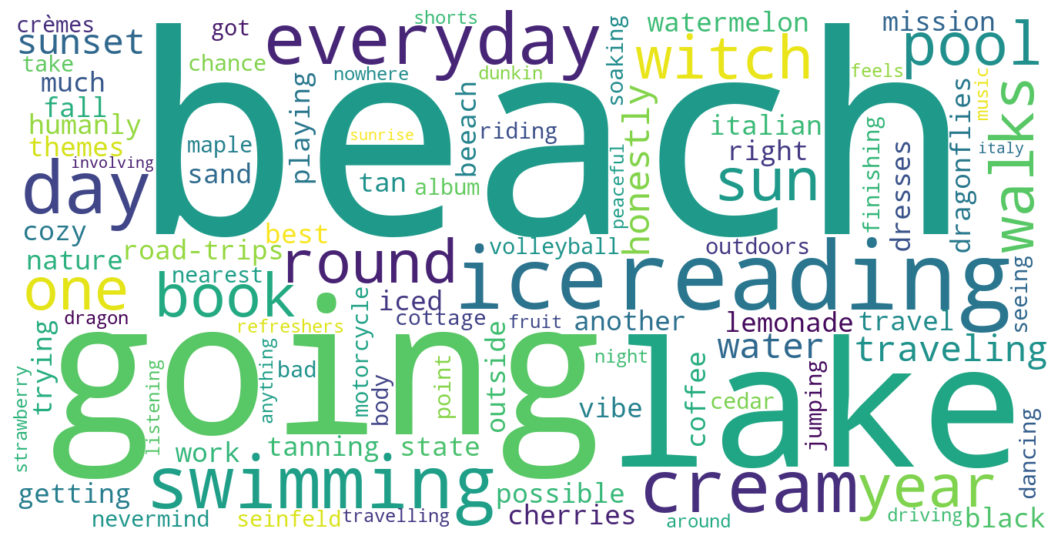 crèmes
got
shorts
everyday
watermelon
mission
sunset
take
chance
nowhere
dunkin
soaking
witch
pool
feels
much
fall
playing
beach
beeach
riding
honestly
italian
music
humanly
themes
maple
sunrise
right
finishing
dresses
dragonflies
italy
walks
involving
day
sand
tan
album
peaceful
sun
cozy
road-trips
best
volleyball
outdoors
nature
nearest
round
ice
reading
seeing
one
book
iced
cottage
fruit
another
lemonade
travel
dragon
refreshers
motorcycle
outside
water
traveling
trying
going
night
lake
strawberry
listening
anything
bad
body
point
vibe
coffee
cedar
jumping
work
tanning
state
dancing
getting
swimming
possible
cream
year
nevermind
seinfeld
travelling
cherries
around
driving
black